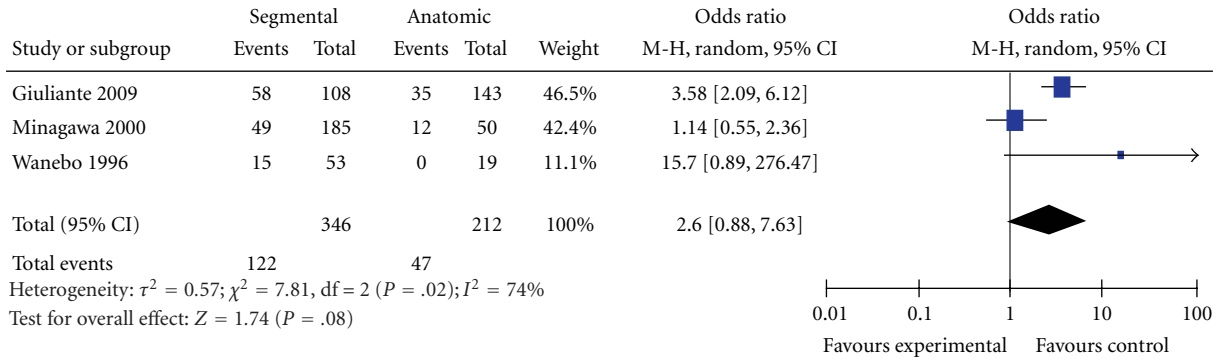 Segmental Anatomic Odds ratio Odds ratio
Study or subgroup Events Total Events Total Weight M-H, random, 95% CI M-H, random, 95% CI
Giuliante 2009 58 108 35 143 46.5% 3.58 [2.09, 6.12]
Minagawa 2000 49 185 12 50 42.4% 1.14 [0.55, 2.36]
Wanebo 1996 15 53 0 19 11.1% 15.7 [0.89, 276.47]
Total (95% CI) 346 212 100% 2.6 [0.88, 7.63]
Total events 122 47
Heterogeneity: τ² = 0.57; χ² = 7.81, df = 2 (P = .02); I² = 74%
Test for overall effect: Z = 1.74 (P = .08)
0.01 0.1 1 10 100
Favours experimental Favours control